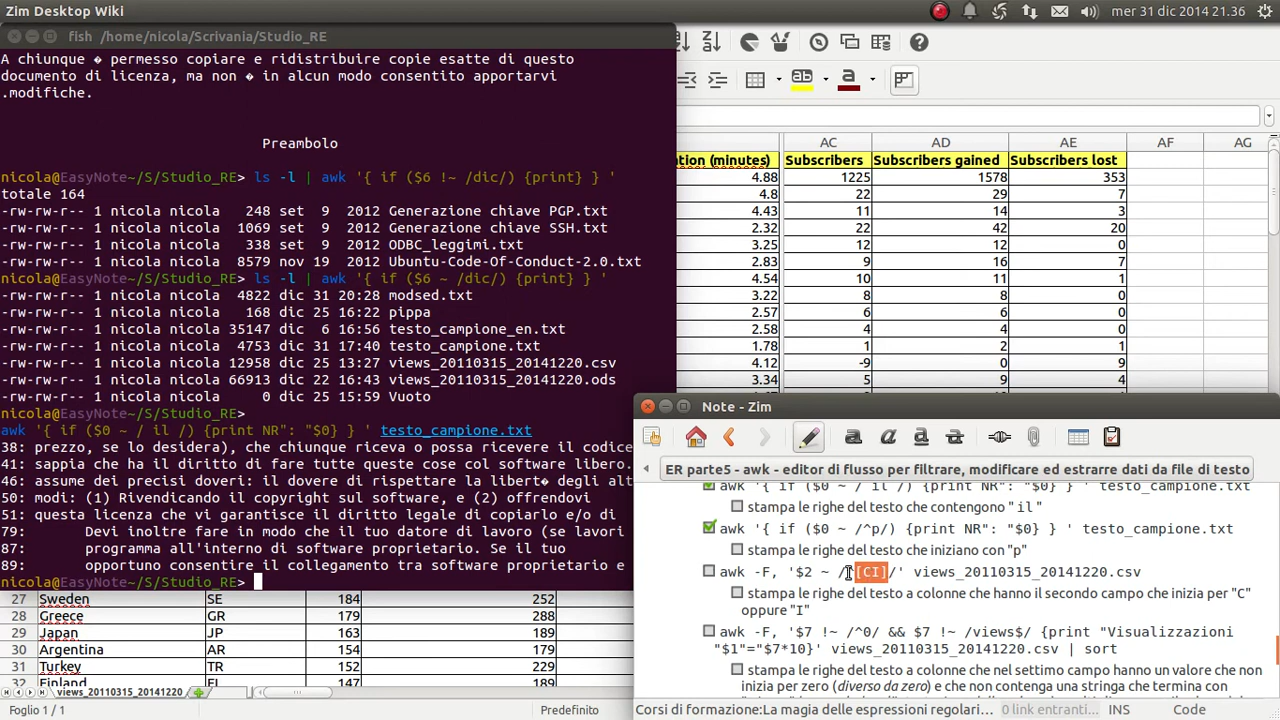 Zim Desktop Wiki
mer 31 dic 2014 21.36
fish /home/nicola/Scrivania/Studio_RE
A chiunque � permesso copiare e ridistribuire copie esatte di questo
documento di licenza, ma non � in alcun modo consentito apportarvi
.modifiche.
Preambolo
nicola@EasyNote~/S/Studio_RE> ls -l | awk '{ if ($6 !~ /dic/) {print} } '
totale 164
-rw-rw-r-- 1 nicola nicola 248 set 9 2012 Generazione chiave PGP.txt
-rw-rw-r-- 1 nicola nicola 1069 set 9 2012 Generazione chiave SSH.txt
-rw-rw-r-- 1 nicola nicola 338 set 9 2012 ODBC_leggimi.txt
-rw-rw-r-- 1 nicola nicola 8579 nov 19 2012 Ubuntu-Code-Of-Conduct-2.0.txt
nicola@EasyNote ~/S/Studio_RE> ls -l | awk '{ if ($6 ~ /dic/) {print} } '
-rw-rw-r-- 1 nicola nicola 4822 dic 31 20:28 modsed.txt
-rw-rw-r-- 1 nicola nicola 168 dic 25 16:22 pippa
-rw-rw-r-- 1 nicola nicola 35147 dic 6 16:56 testo_campione_en.txt
-rw-rw-r-- 1 nicola nicola 4753 dic 31 17:40 testo_campione.txt
-rw-rw-r-- 1 nicola nicola 12958 dic 25 13:27 views_20110315_20141220.csv
-rw-rw-r-- 1 nicola nicola 66913 dic 22 16:43 views_20110315_20141220.ods
-rw-rw-r-- 1 nicola nicola 0 dic 25 15:59 Vuoto
nicola@EasyNote ~/S/Studio_RE>
awk '{ if ($0 ~ / il /) {print NR": "$0} } ' testo_campione.txt
38: prezzo, se lo desidera), che chiunque riceva o possa ricevere il codice
41: sappia che ha il diritto di fare tutte queste cose col software libero.
46: assume dei precisi doveri: il dovere di rispettare la libert� degli alt
50: modi: (1) Rivendicando il copyright sul software, e (2) offrendovi
51: questa licenza che vi garantisce il diritto legale di copiarlo e/o di
79: Devi inoltre fare in modo che il tuo datore di lavoro (se lavori
87: programma all'interno di software proprietario. Se il tuo
89: opportuno consentire il collegamento tra software proprietario e
nicola@EasyNote ~/S/Studio_RE>
AC AD AE AF AG
tion (minutes) Subscribers Subscribers gained Subscribers lost
4.88 1225 1578 353
4.8 22 29 7
4.43 11 14 3
2.32 22 42 20
3.25 12 12 0
2.83 9 16 7
4.54 10 11 1
3.22 8 8 0
2.57 6 6 0
2.58 4 4 0
1.78 1 2 1
4.12 -9 0 9
3.34 5 9 4
27 Sweden SE 184 252
28 Greece GR 179 288
29 Japan JP 163 189
30 Argentina AR 154 189
31 Turkey TR 152 229
32 Finland FI 147 189
views_20110315_20141220
Foglio 1 / 1 Predefinito
Note - Zim
ER parte5 - awk - editor di flusso per filtrare, modificare ed estrarre dati da file di testo
awk '{ if ($0 ~ / il /) {print NR": "$0} } ' testo_campione.txt
stampa le righe del testo che contengono " il "
awk '{ if ($0 ~ /^p/) {print NR": "$0} } ' testo_campione.txt
stampa le righe del testo che iniziano con "p"
awk -F, '$2 ~ /^[CI]/' views_20110315_20141220.csv
stampa le righe del testo a colonne che hanno il secondo campo che inizia per "C"
oppure "I"
awk -F, '$7 !~ /^0/ && $7 !~ /views$/ {print "Visualizzazioni
"$1"="$7*10}' views_20110315_20141220.csv | sort
stampa le righe del testo a colonne che nel settimo campo hanno un valore che non
inizia per zero (diverso da zero) e che non contenga una stringa che termina con
Corsi di formazione:La magia delle espressioni regolari...
0 link entranti... INS Code